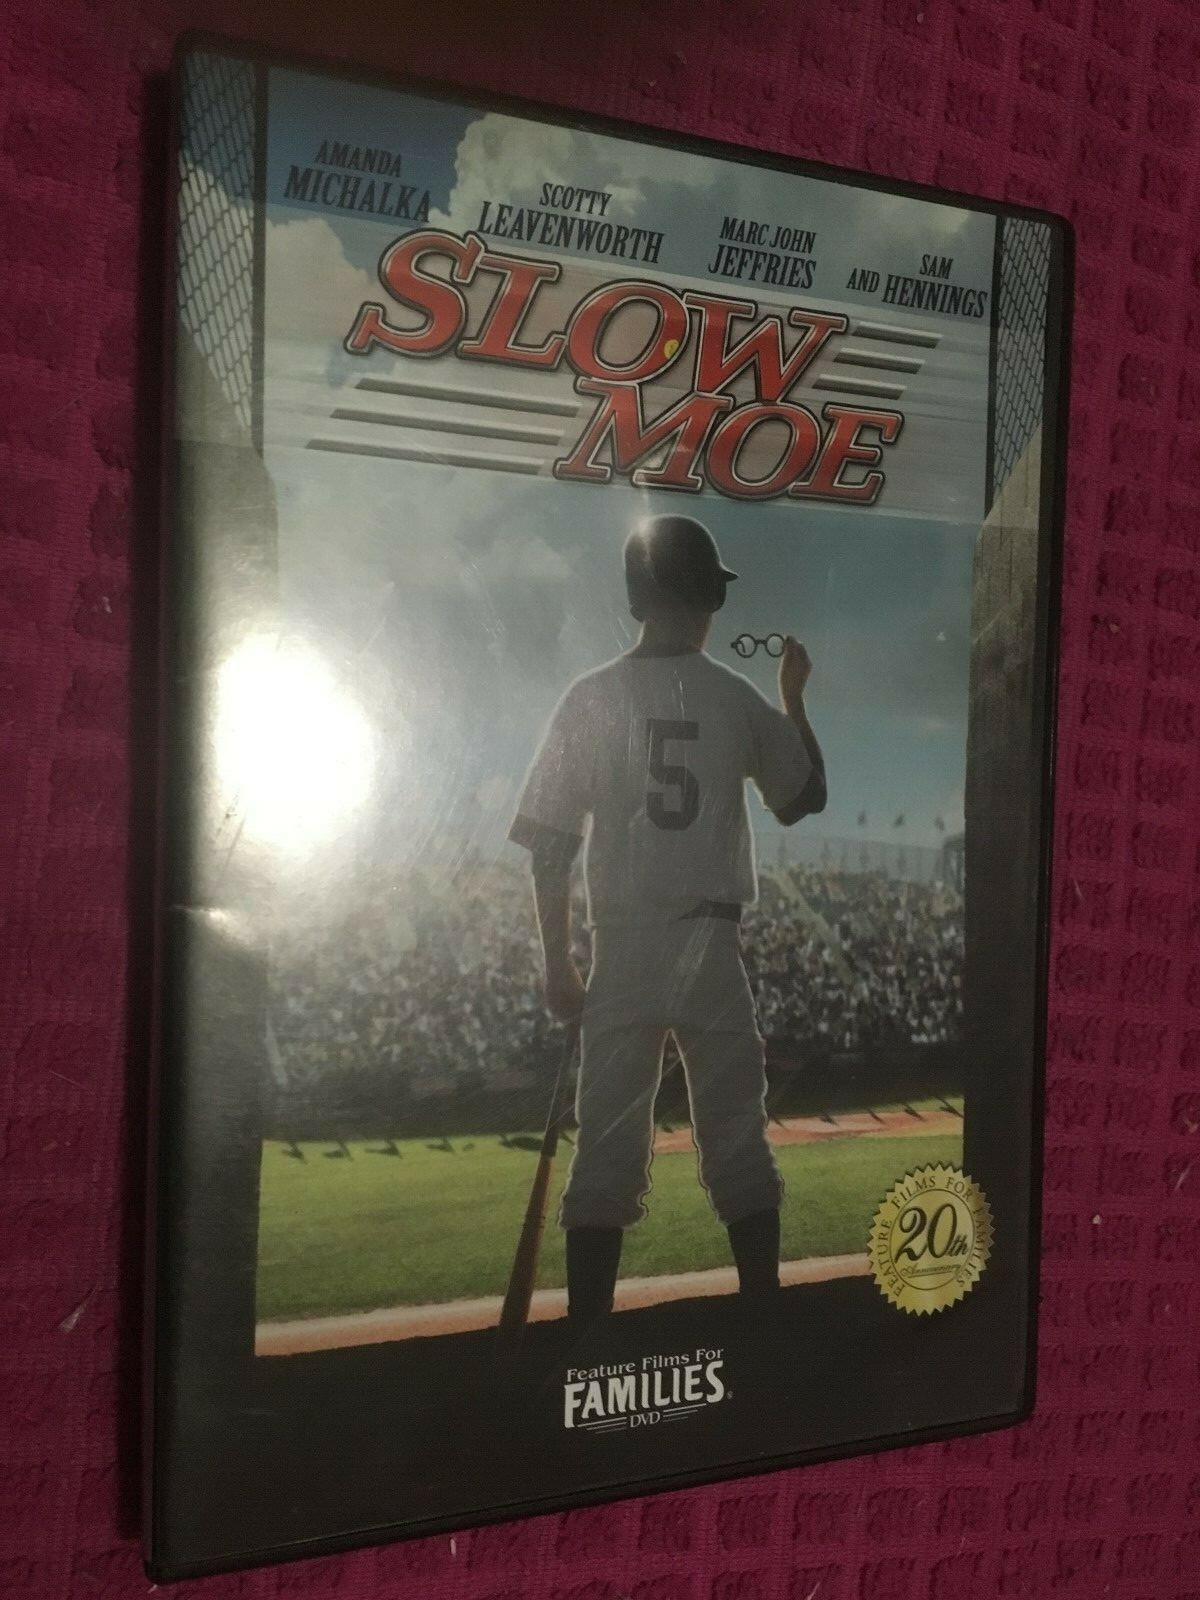 AMANDA
MICHALKA
SCOTTY
LEAVENWORTH
MARC JOHN
JEFFRIES
SAM
AND HENNINGS
SLOW
MOE
5
FEATURE FILMS FOR FAMILIES
20th
Anniversary
Feature Films For
FAMILIES
DVD